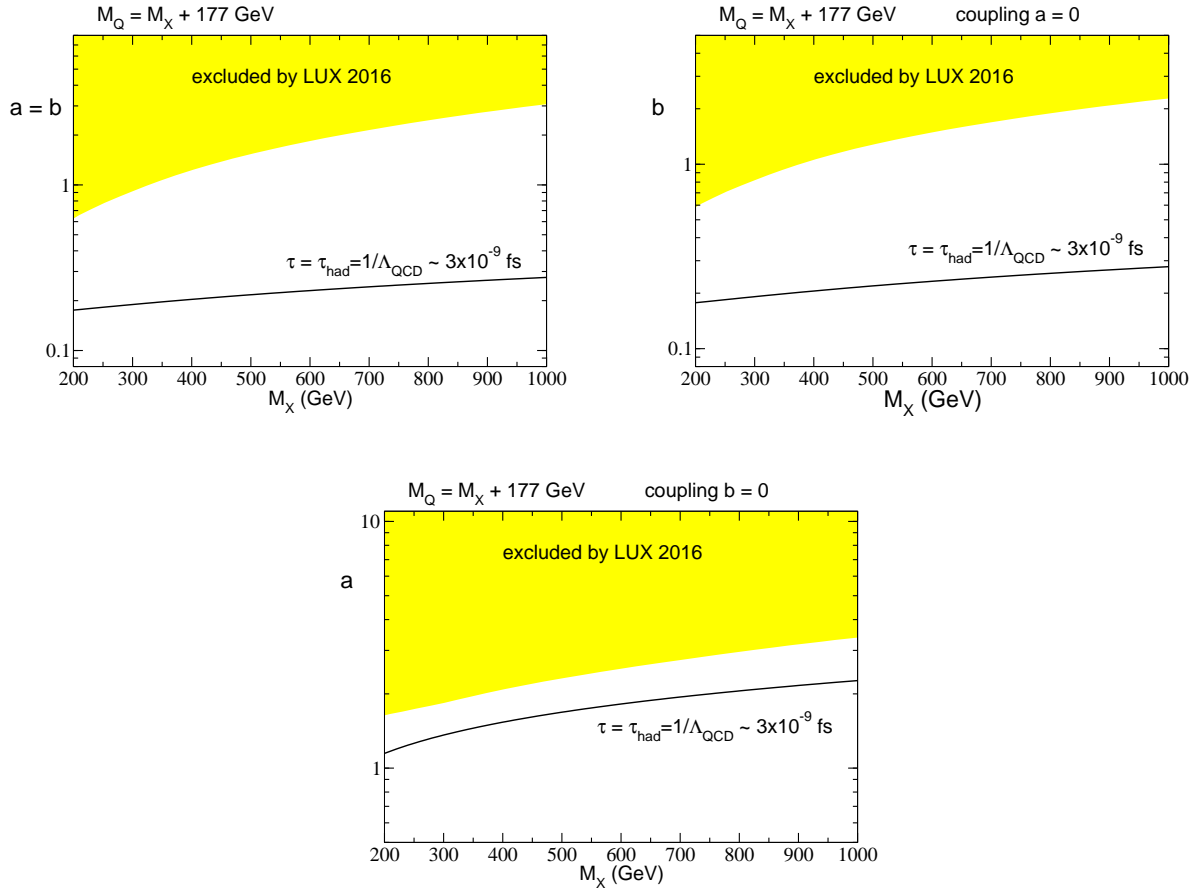 M_Q = M_X + 177 GeV
excluded by LUX 2016
a = b
1
τ = τ_had=1/Λ_QCD ~ 3x10^-9 fs
0.1
200 300 400 500 600 700 800 900 1000
M_X (GeV)
M_Q = M_X + 177 GeV coupling a = 0
excluded by LUX 2016
b
1
τ = τ_had=1/Λ_QCD ~ 3x10^-9 fs
0.1
200 300 400 500 600 700 800 900 1000
M_X (GeV)
M_Q = M_X + 177 GeV coupling b = 0
10
excluded by LUX 2016
a
τ = τ_had=1/Λ_QCD ~ 3x10^-9 fs
1
200 300 400 500 600 700 800 900 1000
M_X (GeV)